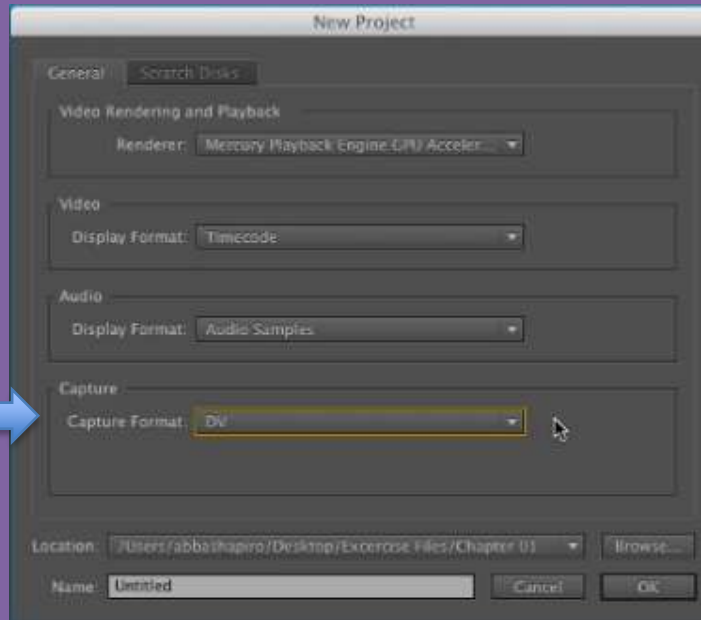 New Project
General Scratch Disks
Video Rendering and Playback
Renderer: Mercury Playback Engine GPU Acceler...
Video
Display Format: Timecode
Audio
Display Format: Audio Samples
Capture
Capture Format: DV
Location: /Users/abbashapiro/Desktop/Excercise Files/Chapter 01 Browse...
Name: Untitled Cancel OK